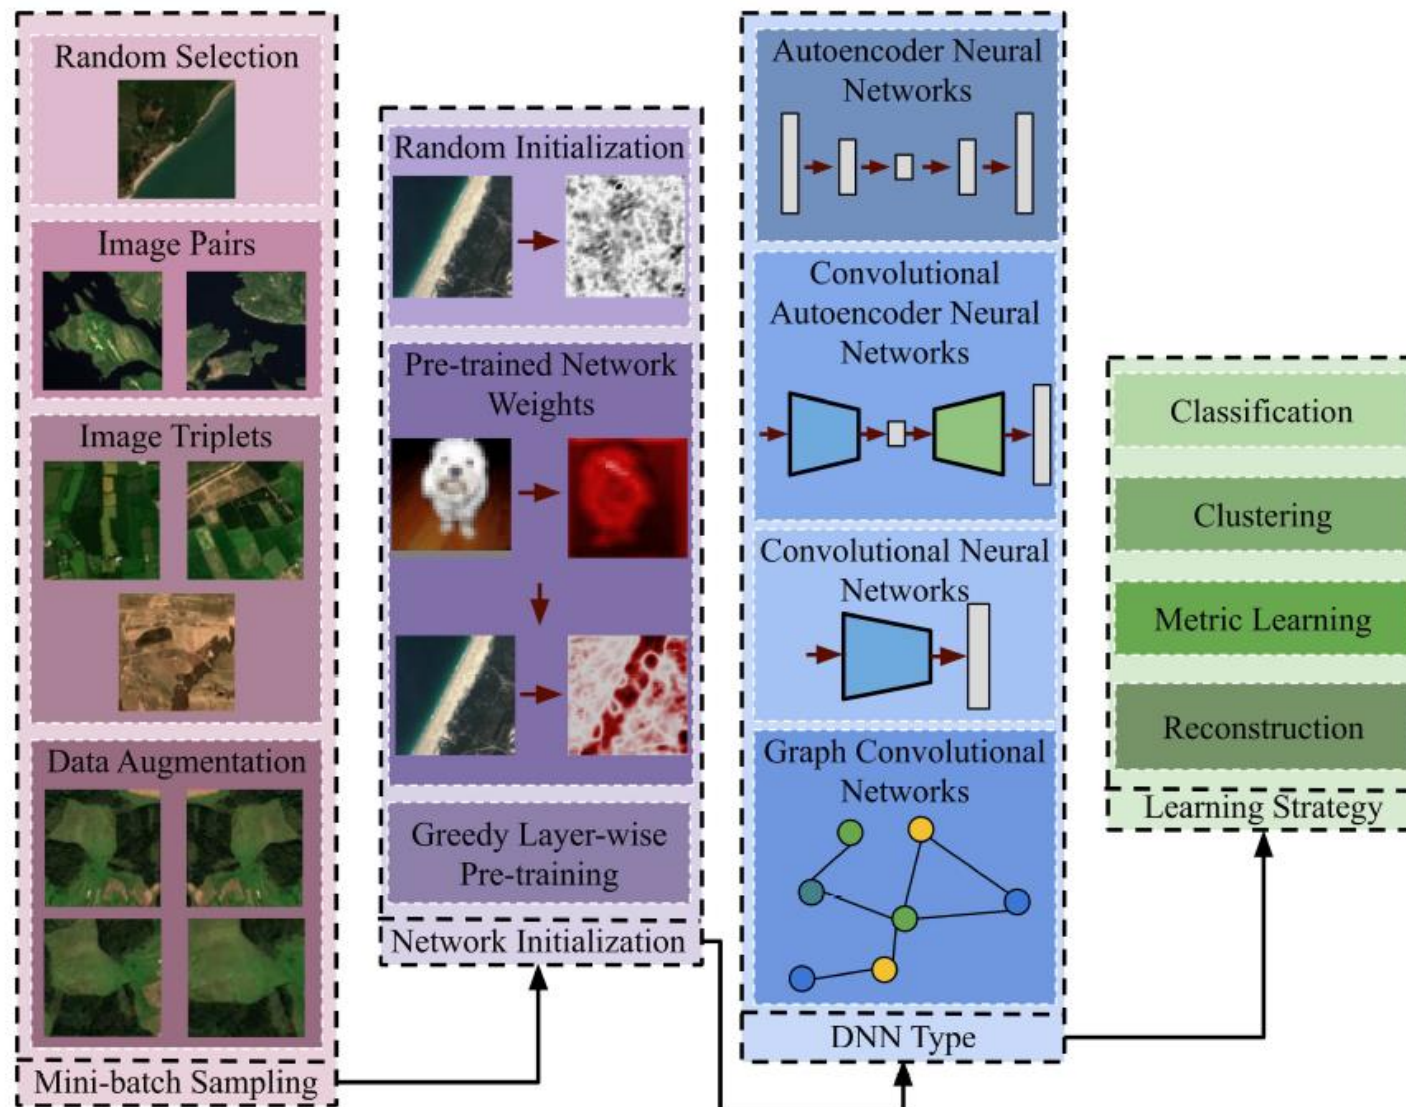 Random Selection
Image Pairs
Image Triplets
Data Augmentation
Mini-batch Sampling
Random Initialization
Pre-trained Network
Weights
Greedy Layer-wise
Pre-training
Network Initialization
Autoencoder Neural
Networks
Convolutional
Autoencoder Neural
Networks
Convolutional Neural
Networks
Graph Convolutional
Networks
DNN Type
Classification
Clustering
Metric Learning
Reconstruction
Learning Strategy